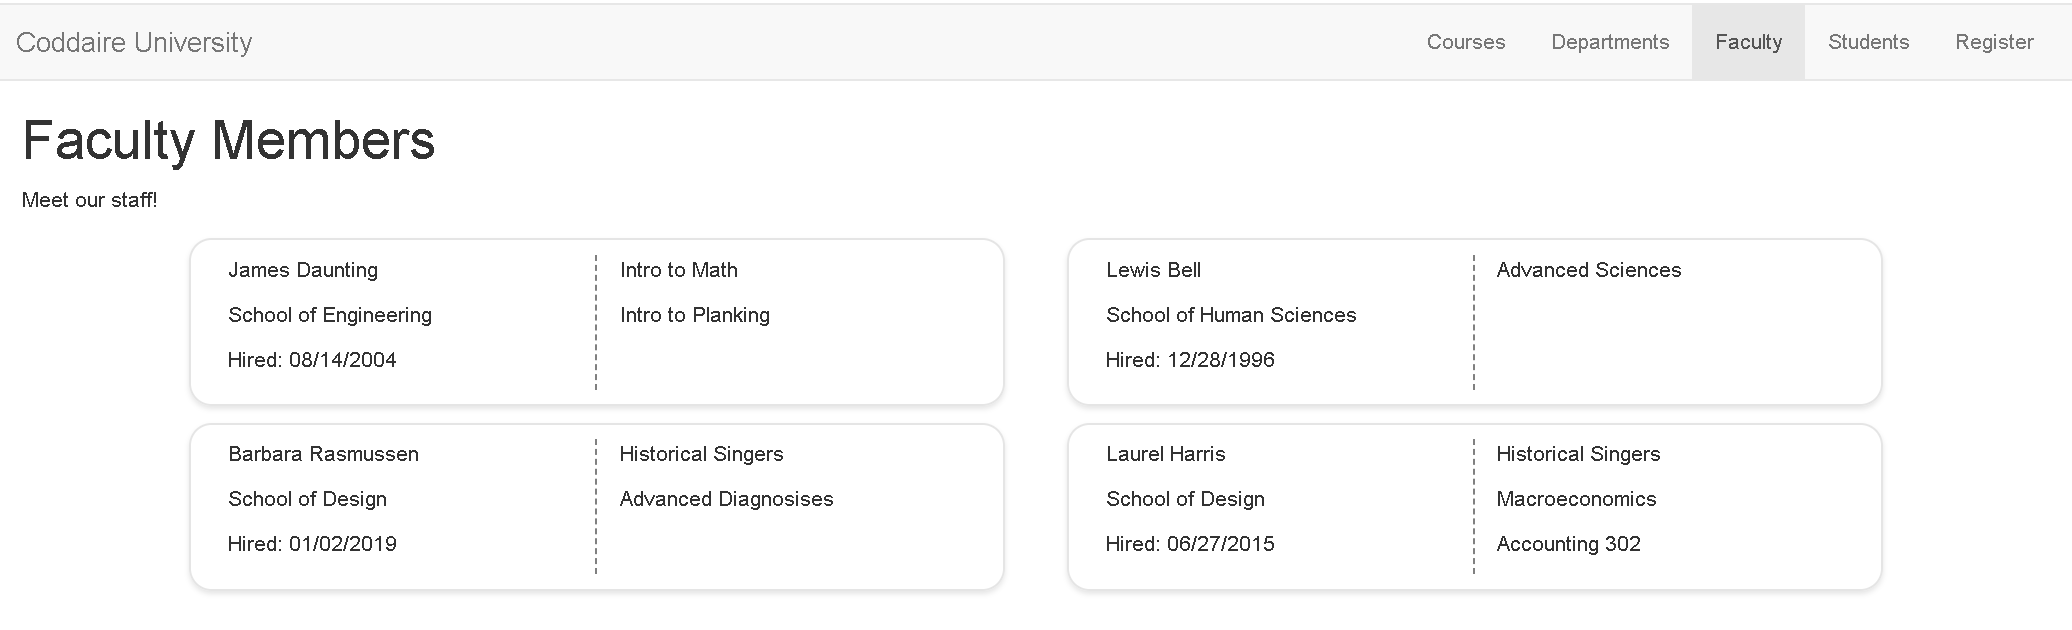 Coddaire University
Courses
Departments
Faculty
Students
Register
Faculty Members
Meet our staff!
James Daunting
School of Engineering
Hired: 08/14/2004
Intro to Math
Intro to Planking
Lewis Bell
School of Human Sciences
Hired: 12/28/1996
Advanced Sciences
Barbara Rasmussen
School of Design
Hired: 01/02/2019
Historical Singers
Advanced Diagnosises
Laurel Harris
School of Design
Hired: 06/27/2015
Historical Singers
Macroeconomics
Accounting 302